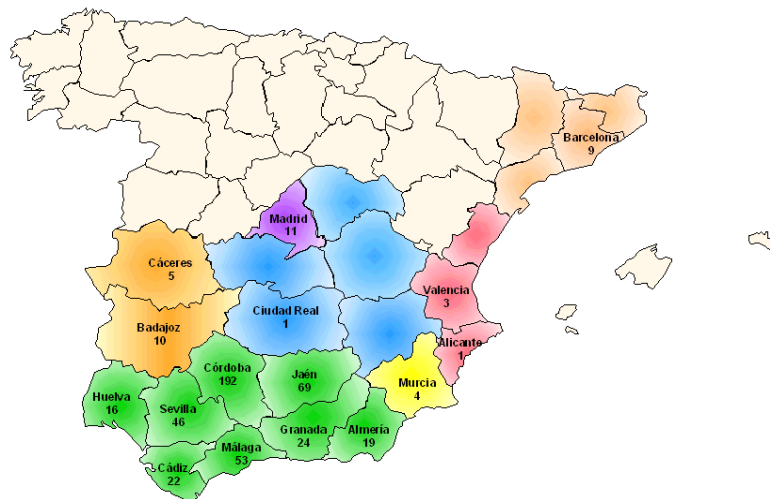 Barcelona
9
Madrid
11
Cáceres
5
Valencia
3
Ciudad Real
1
Badajoz
10
Alicante
1
Córdoba
192
Jaén
69
Murcia
4
Huelva
16
Sevilla
46
Granada
24
Almería
19
Málaga
53
Cádiz
22